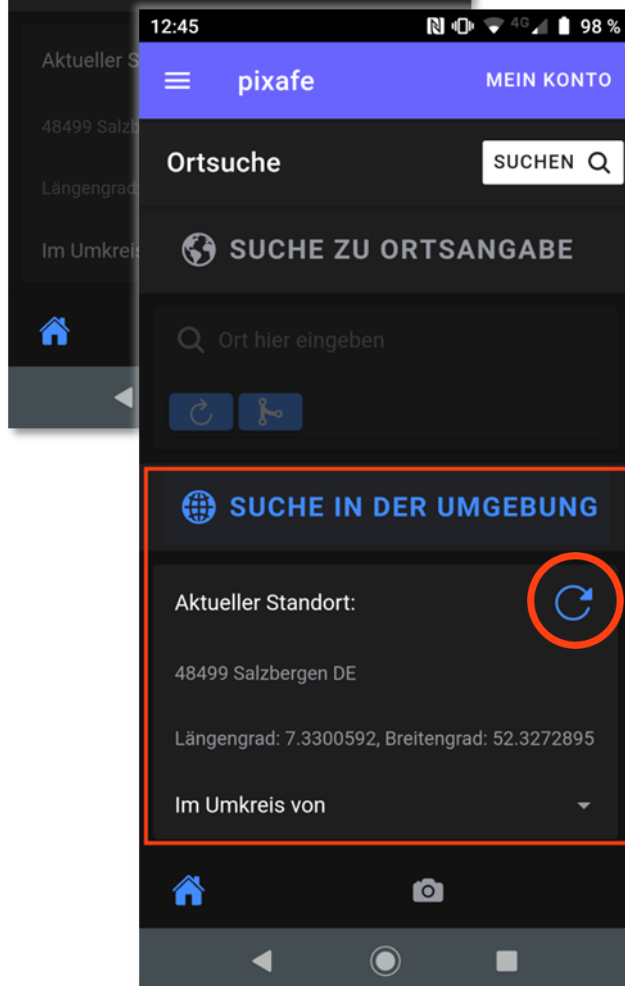 Aktueller S
48499 Salzb
Längengrad:
Im Umkreis
12:45 4G 98 %
pixafe MEIN KONTO
Ortsuche SUCHEN
SUCHE ZU ORTSANGABE
Ort hier eingeben
SUCHE IN DER UMGEBUNG
Aktueller Standort:
48499 Salzbergen DE
Längengrad: 7.3300592, Breitengrad: 52.3272895
Im Umkreis von